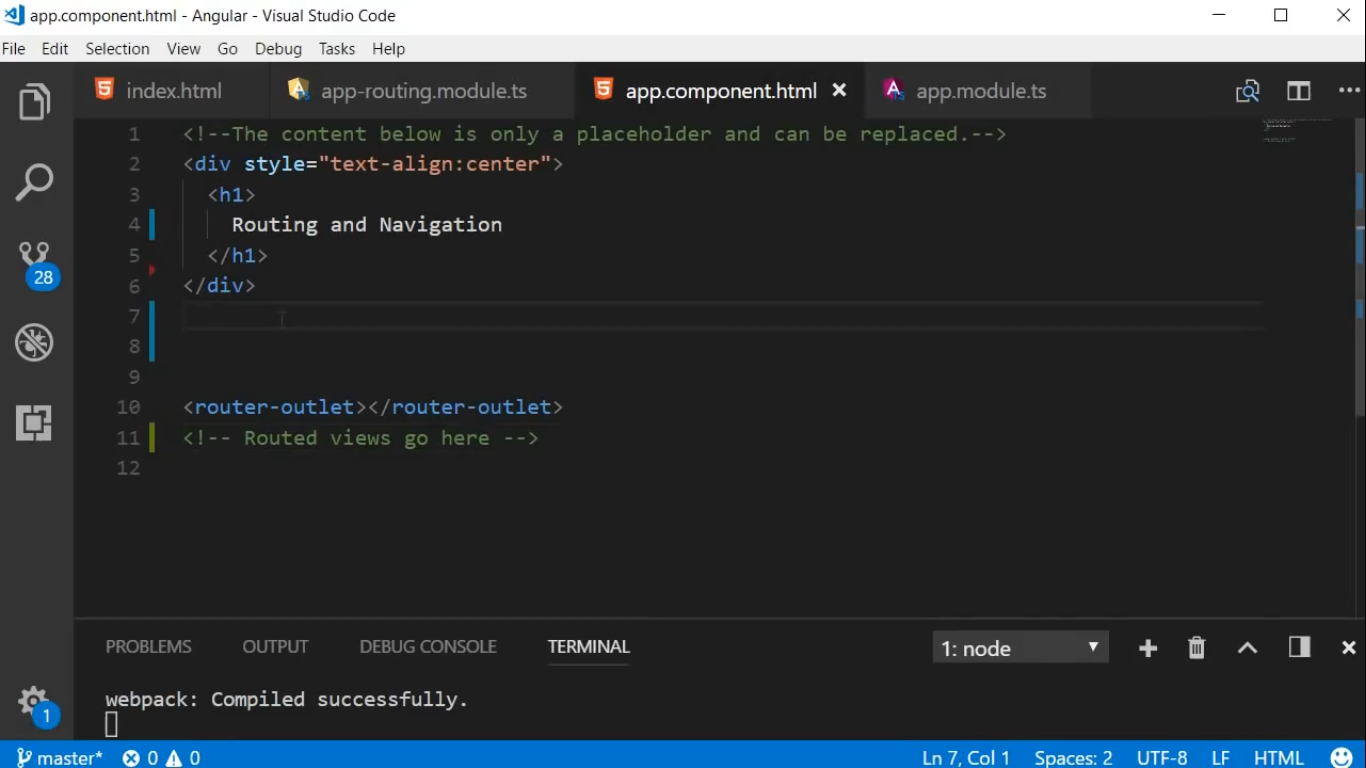 app.component.html - Angular - Visual Studio Code
File Edit Selection View Go Debug Tasks Help
index.html app-routing.module.ts app.component.html app.module.ts
1 <!--The content below is only a placeholder and can be replaced.-->
2 <div style="text-align:center">
3 <h1>
4 Routing and Navigation
5 </h1>
6 </div>
7
8
9
10 <router-outlet></router-outlet>
11 <!-- Routed views go here -->
12
28
PROBLEMS OUTPUT DEBUG CONSOLE TERMINAL 1: node
webpack: Compiled successfully.
1
master* 0 0 Ln 7, Col 1 Spaces: 2 UTF-8 LF HTML